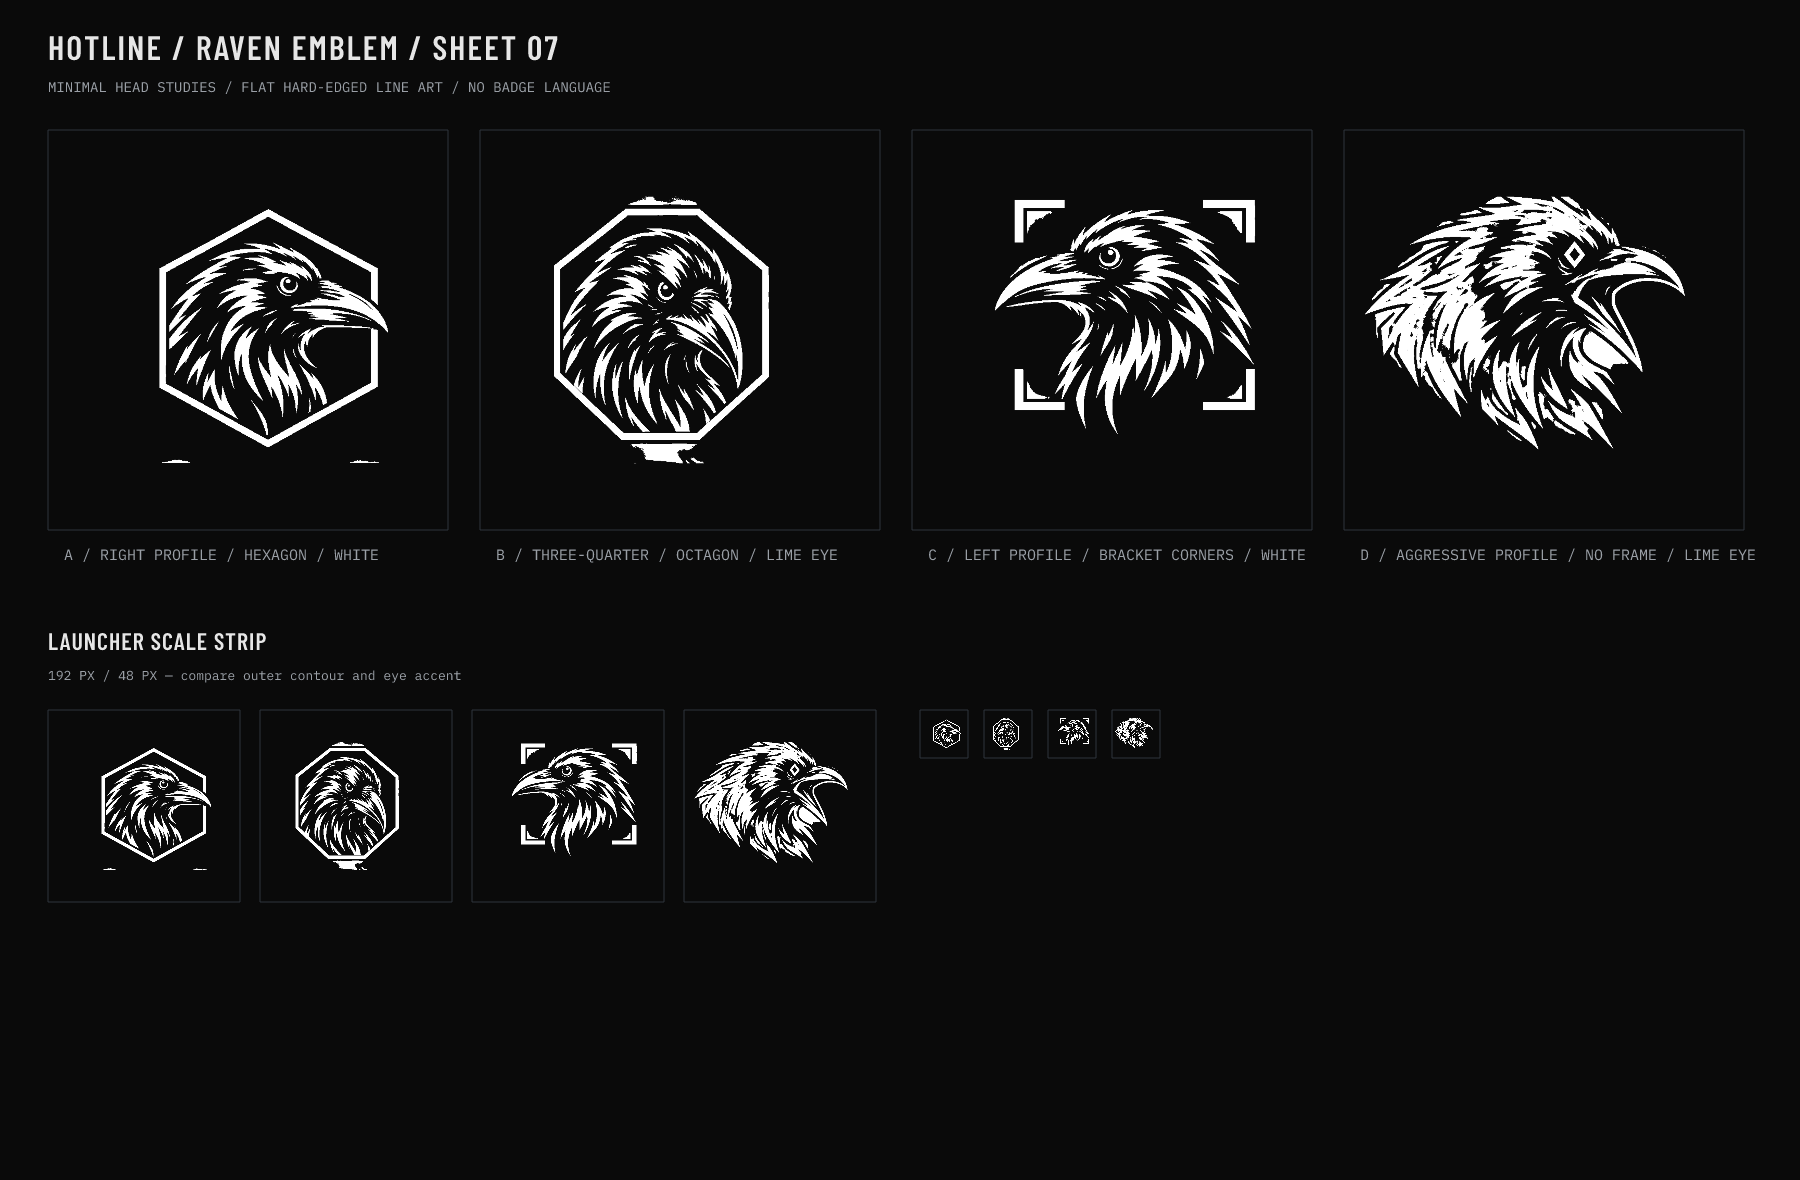 HOTLINE / RAVEN EMBLEM / SHEET 07
MINIMAL HEAD STUDIES / FLAT HARD-EDGED LINE ART / NO BADGE LANGUAGE
A / RIGHT PROFILE / HEXAGON / WHITE
B / THREE-QUARTER / OCTAGON / LIME EYE
C / LEFT PROFILE / BRACKET CORNERS / WHITE
D / AGGRESSIVE PROFILE / NO FRAME / LIME EYE
LAUNCHER SCALE STRIP
192 PX / 48 PX — compare outer contour and eye accent